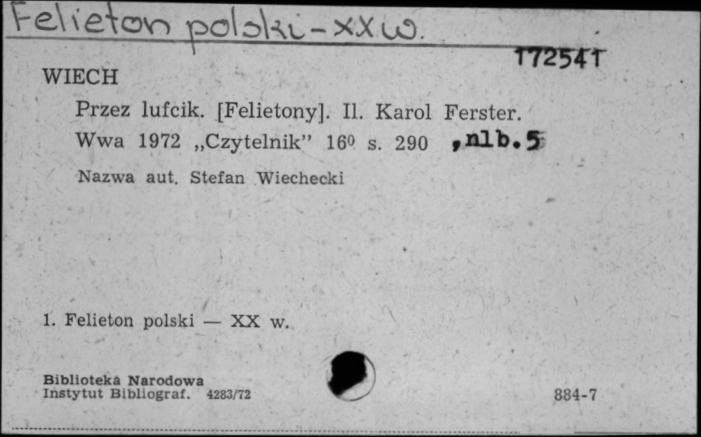 Felieton polski - XX w.
172541
WIECH
Przez lufcik. [Felietony]. Il. Karol Ferster.
Wwa 1972 „Czytelnik” 16⁰ s. 290 , nlb. 5
Nazwa aut. Stefan Wiechecki
1. Felieton polski — XX w.
Biblioteka Narodowa
Instytut Bibliograf. 4283/72
884-7